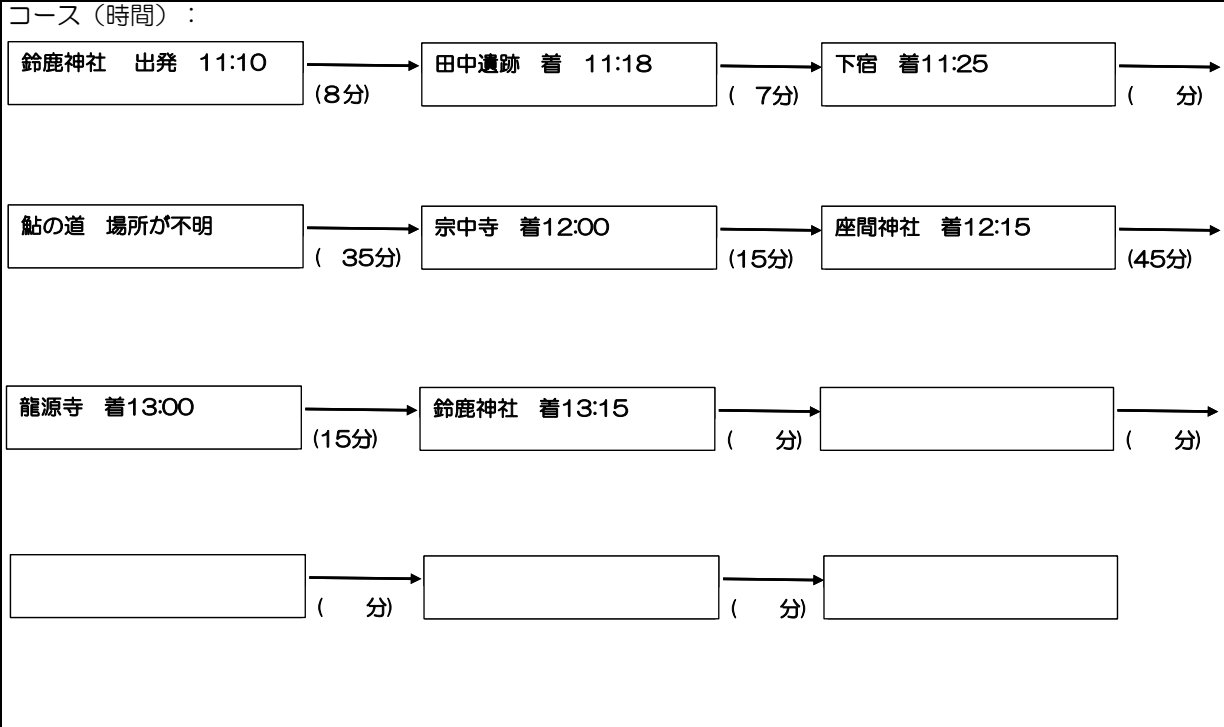 コース（時間）：
鈴鹿神社　出発　11:10
(8分)
田中遺跡　着　11:18
(　7分)
下宿　着11:25
(　　分)
鮎の道　場所が不明
(　35分)
宗中寺　着12:00
(15分)
座間神社　着12:15
(45分)
龍源寺　着13:00
(15分)
鈴鹿神社　着13:15
(　　分)
(　　分)
(　　分)
(　　分)